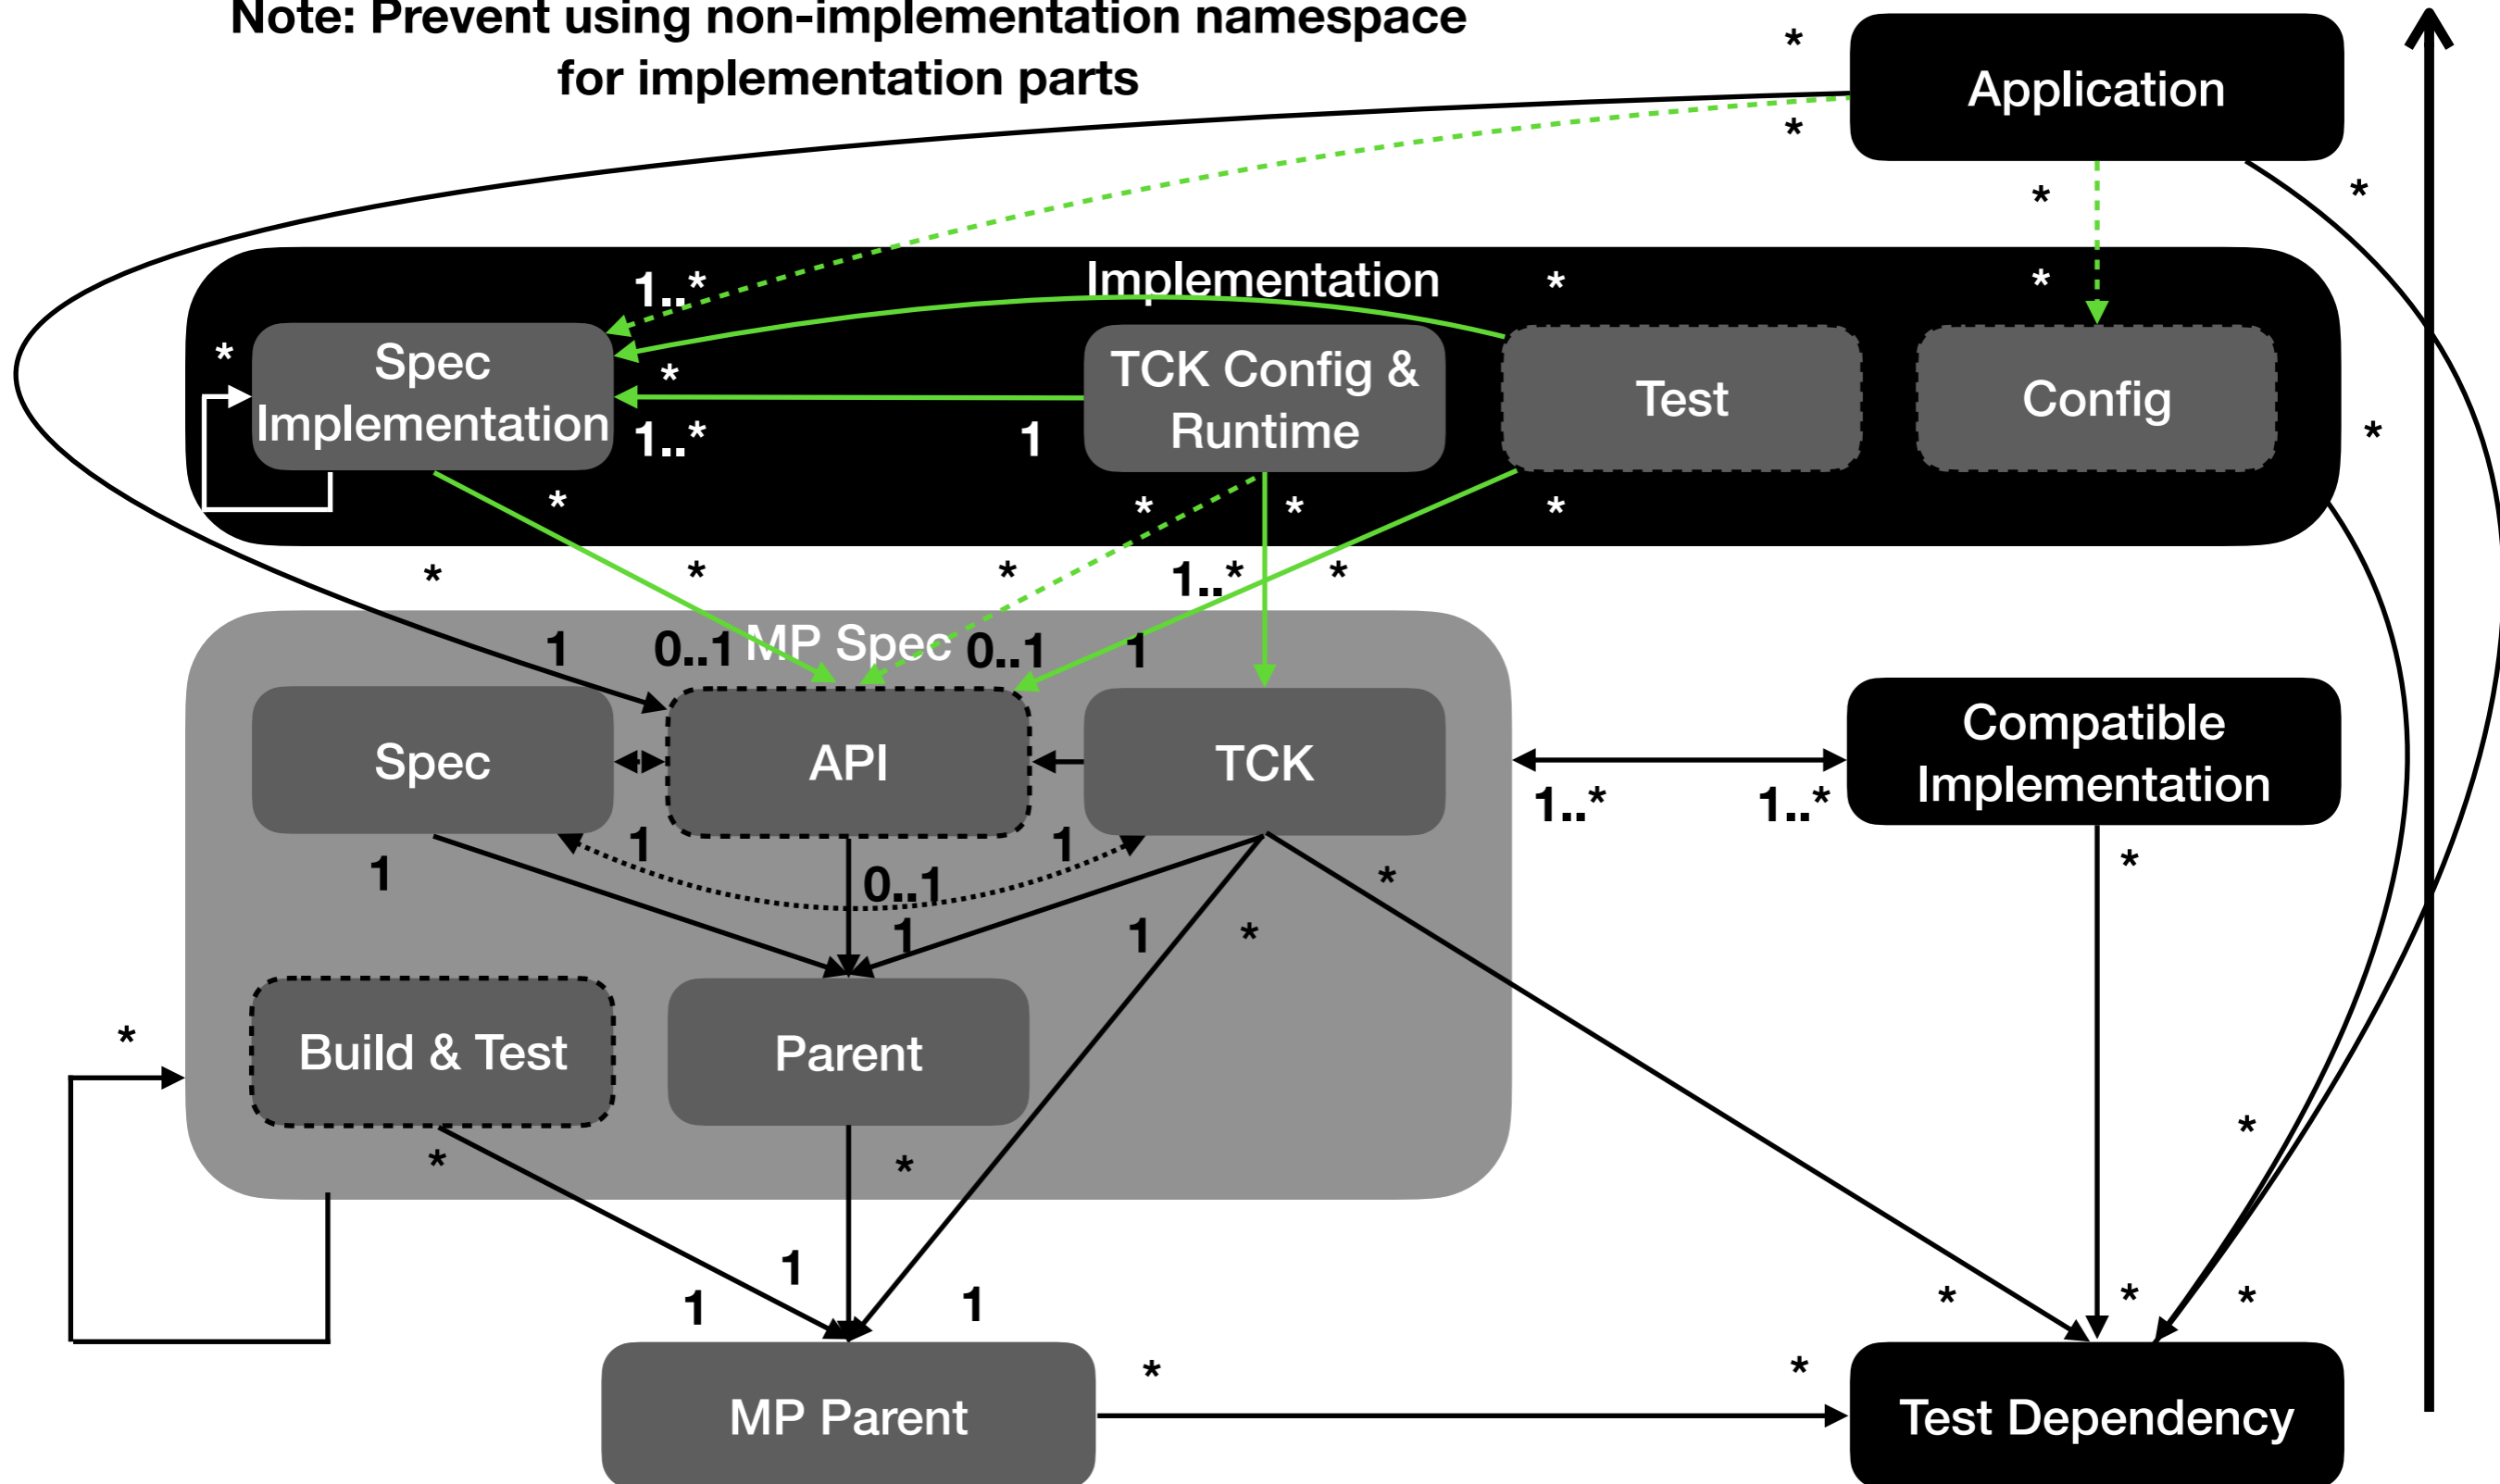 Note: Prevent using non-implementation namespace
for implementation parts
*
Application
*
*
*
Implementation
1..*
*
*
*
Spec
Implementation
*
1..*
1
TCK Config &
Runtime
Test
Config
*
*
*
*
*
*
*
*
1..*
*
MP Spec
1
0..1
0..1
1
Spec
API
TCK
Compatible
Implementation
1..*
1..*
1
1
1
0..1
*
*
1
1
*
Build & Test
Parent
*
*
*
*
1
1
1
*
*
*
*
*
MP Parent
Test Dependency